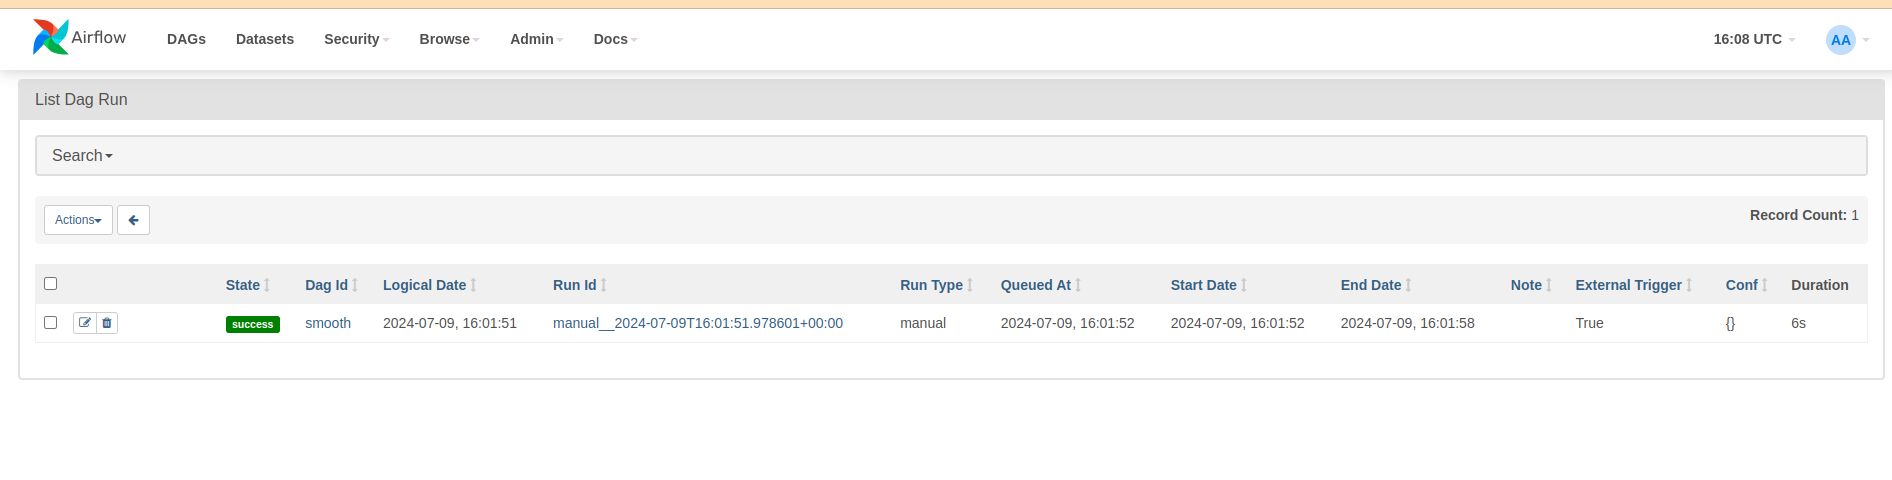 Airflow DAGs Datasets Security Browse Admin Docs 16:08 UTC AA
List Dag Run
Search
Actions Record Count: 1
State Dag Id Logical Date Run Id Run Type Queued At Start Date End Date Note External Trigger Conf Duration
success smooth 2024-07-09, 16:01:51 manual__2024-07-09T16:01:51.978601+00:00 manual 2024-07-09, 16:01:52 2024-07-09, 16:01:52 2024-07-09, 16:01:58 True {} 6s